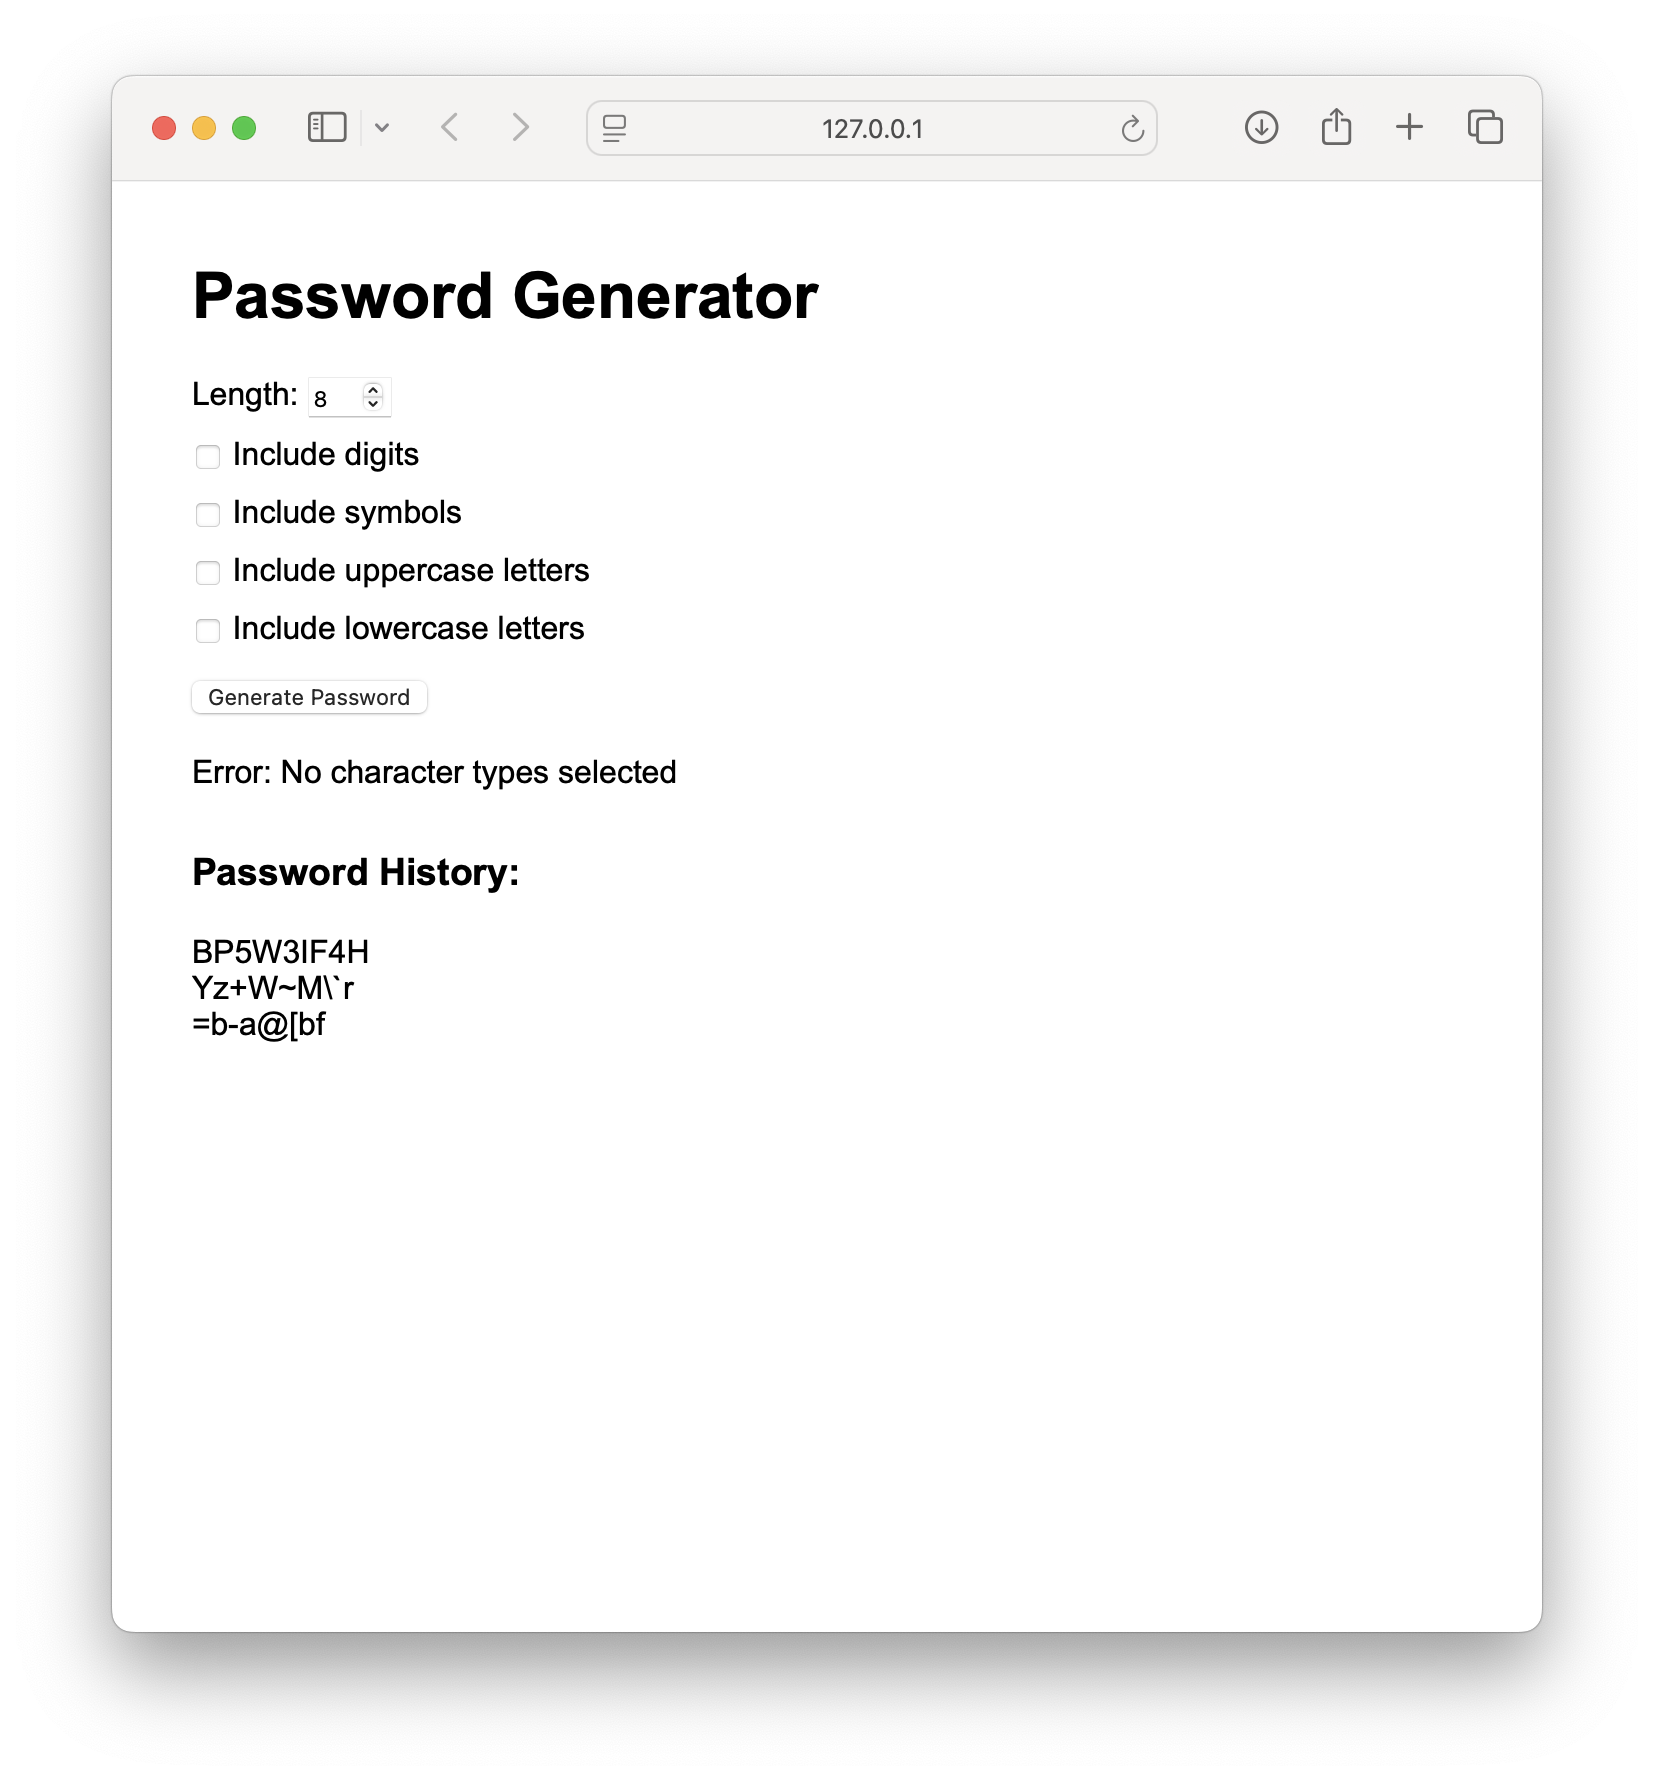 127.0.0.1
Password Generator
Length: 8
Include digits
Include symbols
Include uppercase letters
Include lowercase letters
Generate Password
Error: No character types selected
Password History:
BP5W3IF4H
Yz+W~M\`r
=b-a@[bf